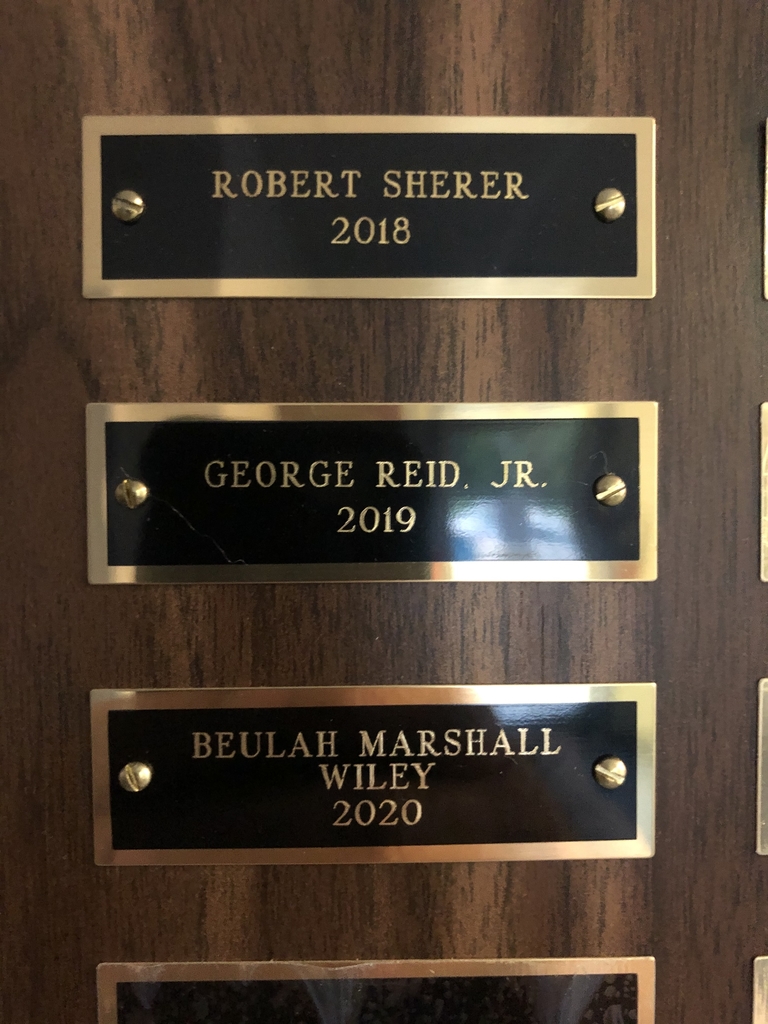 ROBERT SHERER
2018
GEORGE REID, JR.
2019
BEULAH MARSHALL
WILEY
2020